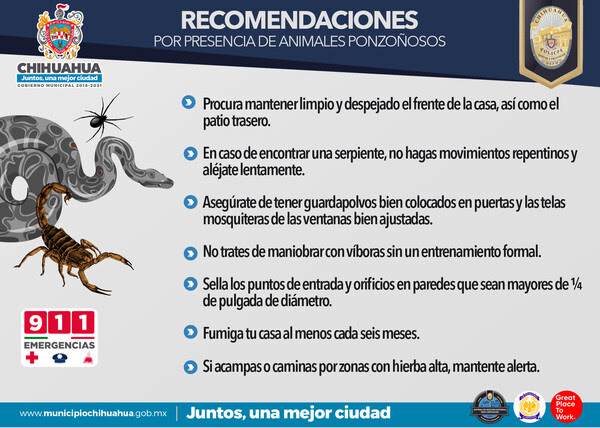 RECOMENDACIONES
POR PRESENCIA DE ANIMALES PONZOÑOSOS
CHIHUAHUA
Juntos, una mejor ciudad
GOBIERNO MUNICIPAL 2018-2021
CHIHUAHUA
POLICÍA
Procura mantener limpio y despejado el frente de la casa, así como el
patio trasero.
En caso de encontrar una serpiente, no hagas movimientos repentinos y
aléjate lentamente.
Asegúrate de tener guardapolvos bien colocados en puertas y las telas
mosquiteras de las ventanas bien ajustadas.
No trates de maniobrar con víboras sin un entrenamiento formal.
Sella los puntos de entrada y orificios en paredes que sean mayores de ¼
de pulgada de diámetro.
Fumiga tu casa al menos cada seis meses.
Si acampas o caminas por zonas con hierba alta, mantente alerta.
911
EMERGENCIAS
www.municipiochihuahua.gob.mx
Juntos, una mejor ciudad
Great
Place
To
Work.